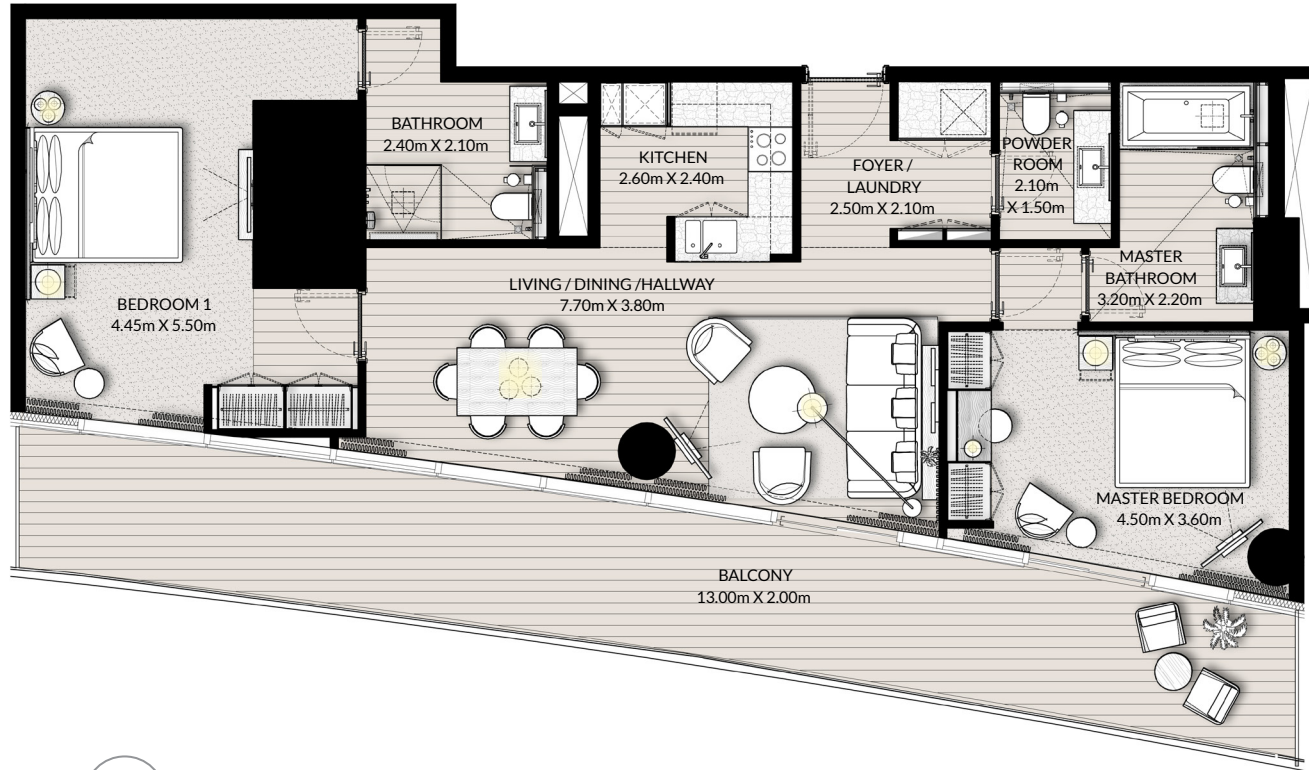 BATHROOM
2.40m X 2.10m
KITCHEN
2.60m X 2.40m
FOYER /
LAUNDRY
2.50m X 2.10m
POWDER
ROOM
2.10m
X 1.50m
MASTER
BATHROOM
3.20m X 2.20m
BEDROOM 1
4.45m X 5.50m
LIVING / DINING /HALLWAY
7.70m X 3.80m
MASTER BEDROOM
4.50m X 3.60m
BALCONY
13.00m X 2.00m